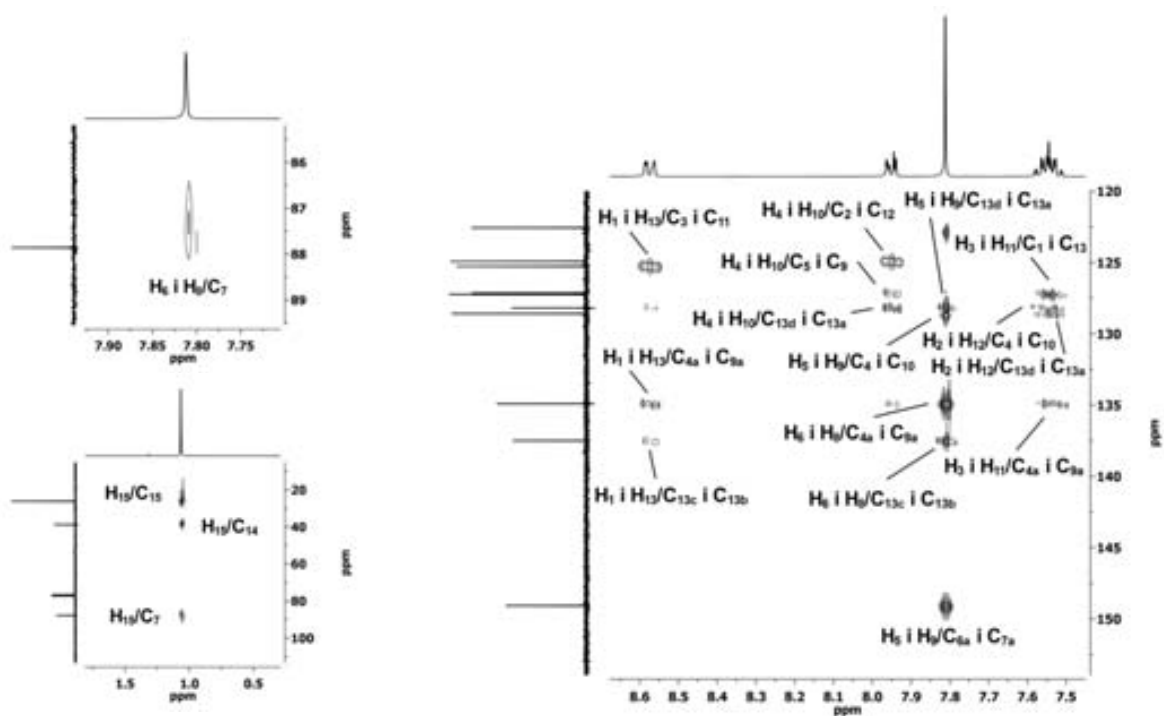 86
87
88
89
ppm
H₆ i H₈/C₇
7.90 7.85 7.80 7.75
ppm
H₁₅/C₁₅
H₁₅/C₁₄
H₁₅/C₇
20
40
60
80
100
ppm
1.5 1.0 0.5
ppm
H₁ i H₁₃/C₃ i C₁₁
H₄ i H₁₀/C₂ i C₁₂
H₅ i H₉/C₁₃d i C₁₃a
H₃ i H₁₁/C₁ i C₁₃
H₄ i H₁₀/C₅ i C₉
H₄ i H₁₀/C₁₃d i C₁₃a
H₂ i H₁₂/C₄ i C₁₀
H₁ i H₁₃/C₄a i C₉a
H₅ i H₉/C₄ i C₁₀
H₂ i H₁₂/C₁₃d i C₁₃a
H₆ i H₈/C₄a i C₉a
H₃ i H₁₁/C₄a i C₉a
H₁ i H₁₃/C₁₃c i C₁₃b
H₆ i H₈/C₁₃c i C₁₃b
H₅ i H₉/C₆a i C₇a
120
125
130
135
140
145
150
ppm
8.6 8.5 8.4 8.3 8.2 8.1 8.0 7.9 7.8 7.7 7.6 7.5
ppm